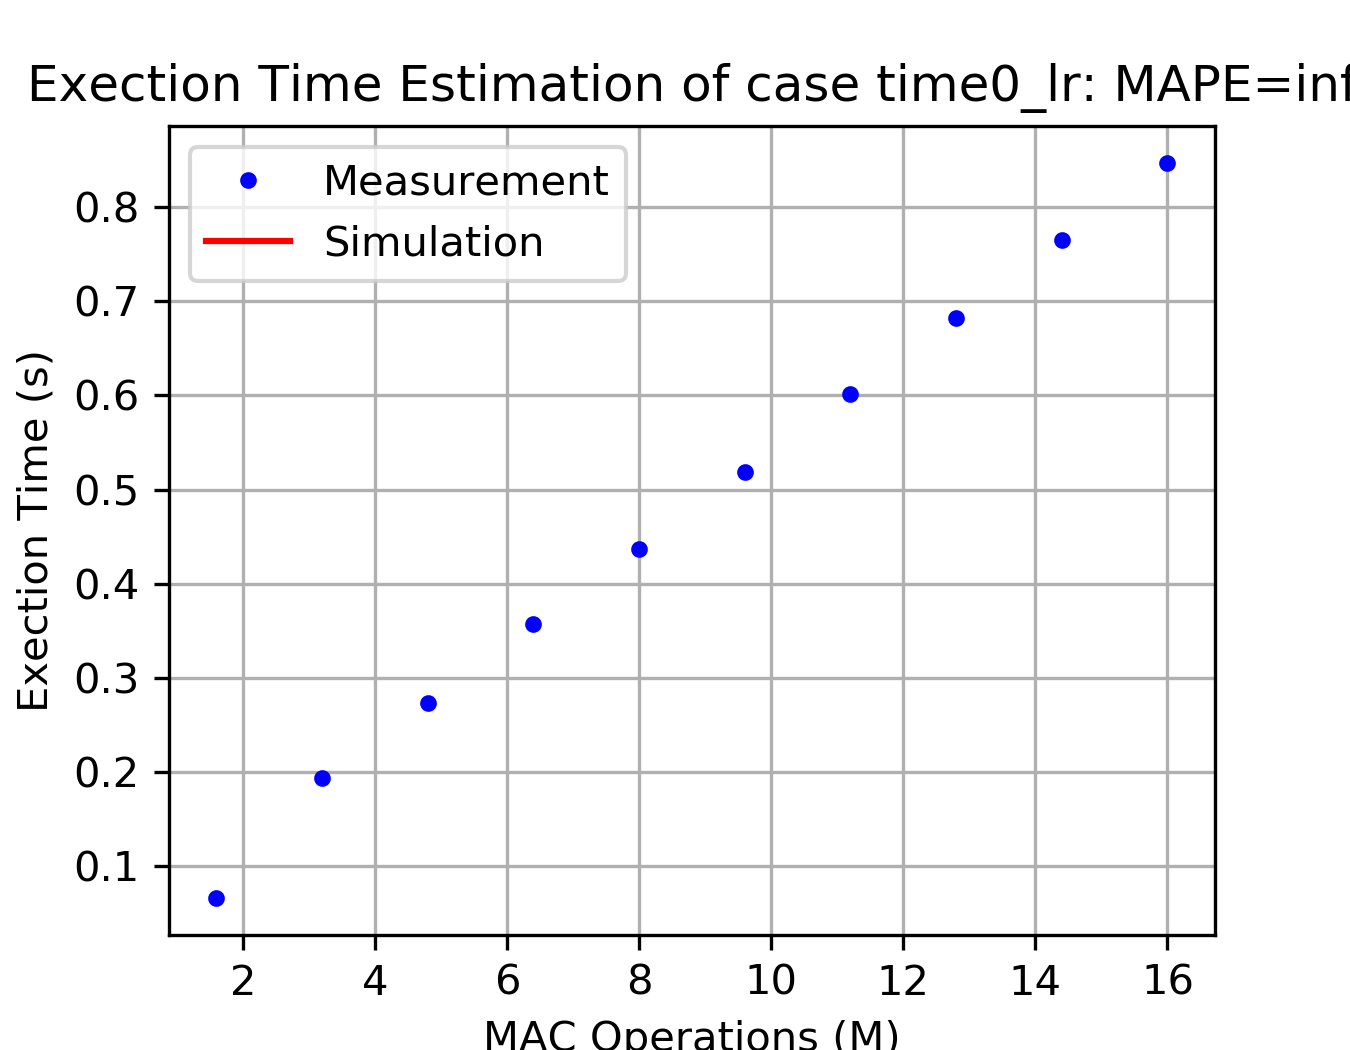 Exection Time Estimation of case time0_lr: MAPE=inf
Measurement
Simulation
0.8
0.7
0.6
0.5
0.4
0.3
0.2
0.1
Exection Time (s)
2 4 6 8 10 12 14 16
MAC Operations (M)